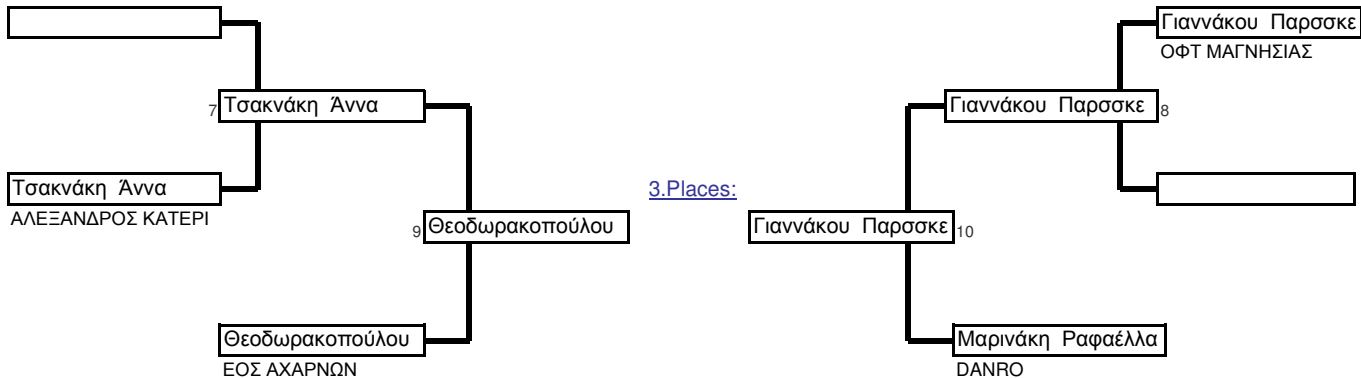 Γιαννάκου Παρσσκε
ΟΦΤ ΜΑΓΝΗΣΙΑΣ
7 Τσακνάκη Άννα
Γιαννάκου Παρσσκε 8
Τσακνάκη Άννα
ΑΛΕΞΑΝΔΡΟΣ ΚΑΤΕΡΙ
3.Places:
9 Θεοδωρακοπούλου
Γιαννάκου Παρσσκε 10
Θεοδωρακοπούλου
ΕΟΣ ΑΧΑΡΝΩΝ
Μαρινάκη Ραφαέλλα
DANRO